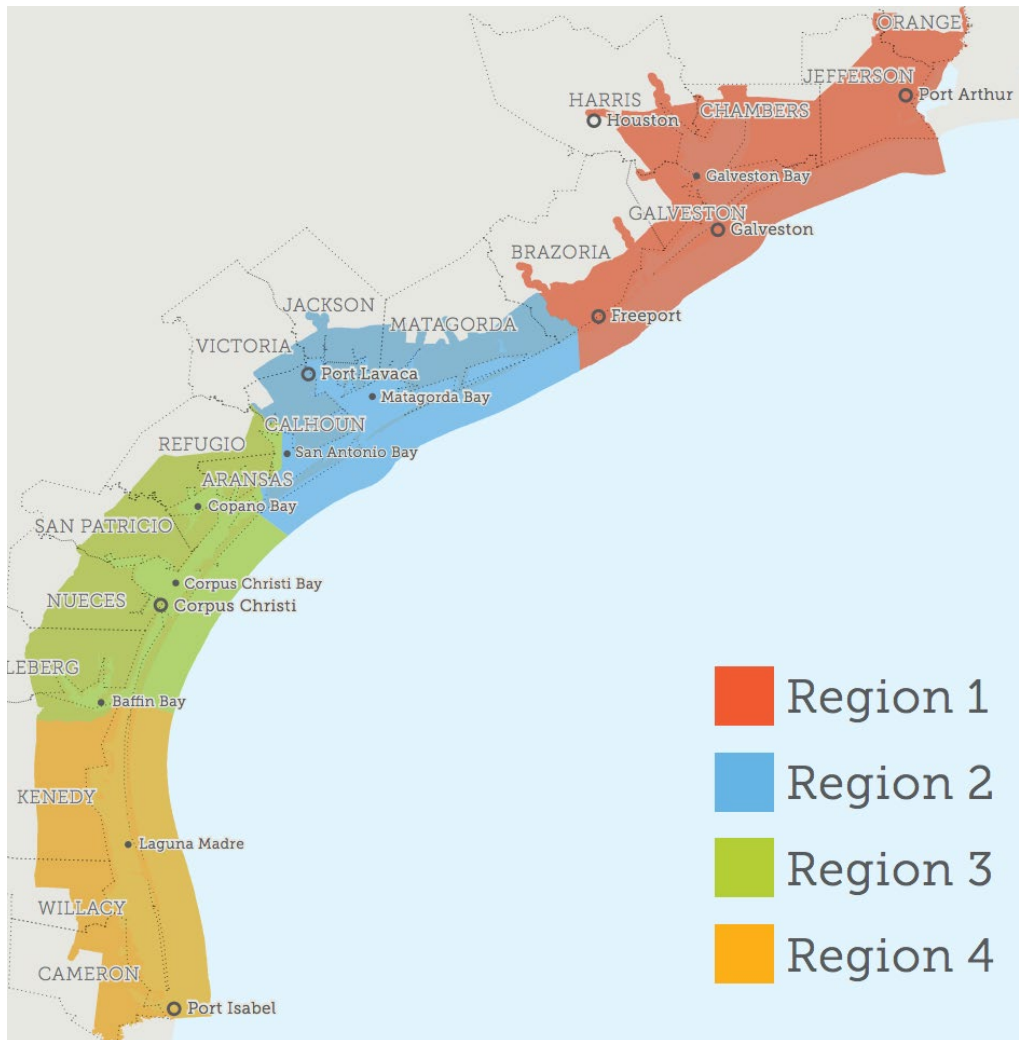 ORANGE
JEFFERSON
Port Arthur
HARRIS
CHAMBERS
Houston
Galveston Bay
GALVESTON
Galveston
BRAZORIA
JACKSON
Freeport
MATAGORDA
VICTORIA
Port Lavaca
Matagorda Bay
CALHOUN
REFUGIO
San Antonio Bay
ARANSAS
Copano Bay
SAN PATRICIO
Corpus Christi Bay
NUECES
Corpus Christi
LEBERG
Baffin Bay
KENEDY
Laguna Madre
WILLACY
CAMERON
Port Isabel
Region 1
Region 2
Region 3
Region 4